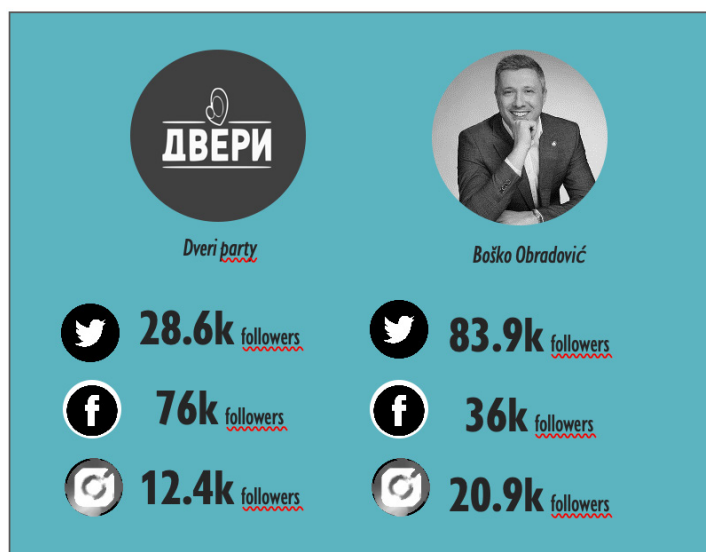 ДВЕРИ
Dveri party
Boško Obradović
28.6k followers
83.9k followers
76k followers
36k followers
12.4k followers
20.9k followers